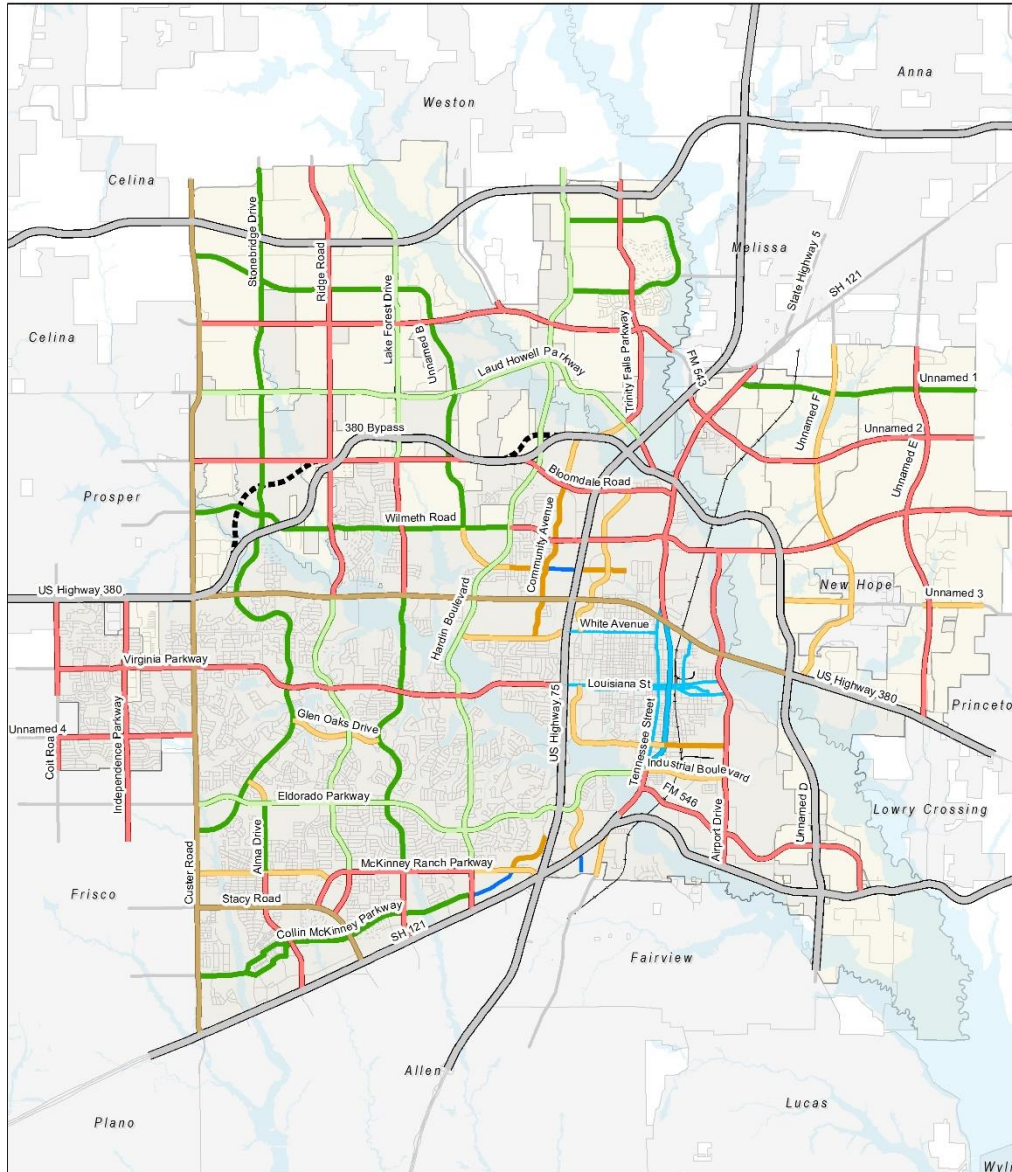 Anna
Weston
Celina
Stonebridge Drive
Ridge Road
Melissa
State Highway 5
SH 121
Lake Forest Drive
Unnamed B
Celina
Trinity Falls Parkway
Laud Howell Parkway
FM 543
Unnamed 1
Unnamed F
Unnamed 2
380 Bypass
Unnamed E
Bloomdale Road
Prosper
Wilmeth Road
Community Avenue
US Highway 380
New Hope
Unnamed 3
Hardin Boulevard
White Avenue
Virginia Parkway
Louisiana St
US Highway 380
Princeto
US Highway 75
Glen Oaks Drive
Unnamed 4
Coit Roa
Independence Parkway
Tennessee Street
Industrial Boulevard
Eldorado Parkway
FM 546
Unnamed D
Lowry Crossing
Airport Drive
Alma Drive
McKinney Ranch Parkway
Custer Road
Frisco
Stacy Road
Collin McKinney Parkway
SH 121
Fairview
Allen
Lucas
Plano
Wyl